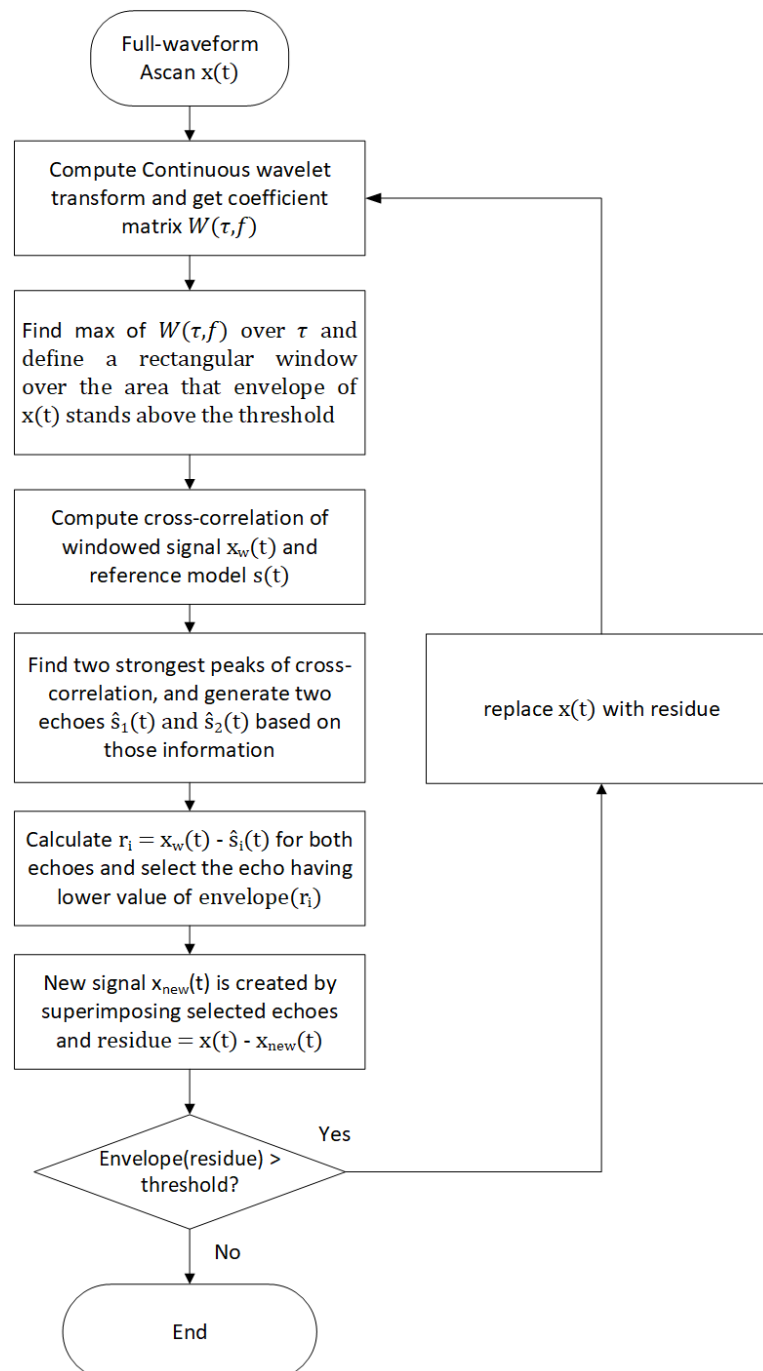 Full-waveform
Ascan x(t)
Compute Continuous wavelet
transform and get coefficient
matrix W(τ,f)
Find max of W(τ,f) over τ and
define a rectangular window
over the area that envelope of
x(t) stands above the threshold
Compute cross-correlation of
windowed signal x_w(t) and
reference model s(t)
Find two strongest peaks of cross-
correlation, and generate two
echoes ŝ₁(t) and ŝ₂(t) based on
those information
replace x(t) with residue
Calculate rᵢ = x_w(t) - ŝᵢ(t) for both
echoes and select the echo having
lower value of envelope(rᵢ)
New signal x_new(t) is created by
superimposing selected echoes
and residue = x(t) - x_new(t)
Yes
Envelope(residue) >
threshold?
No
End